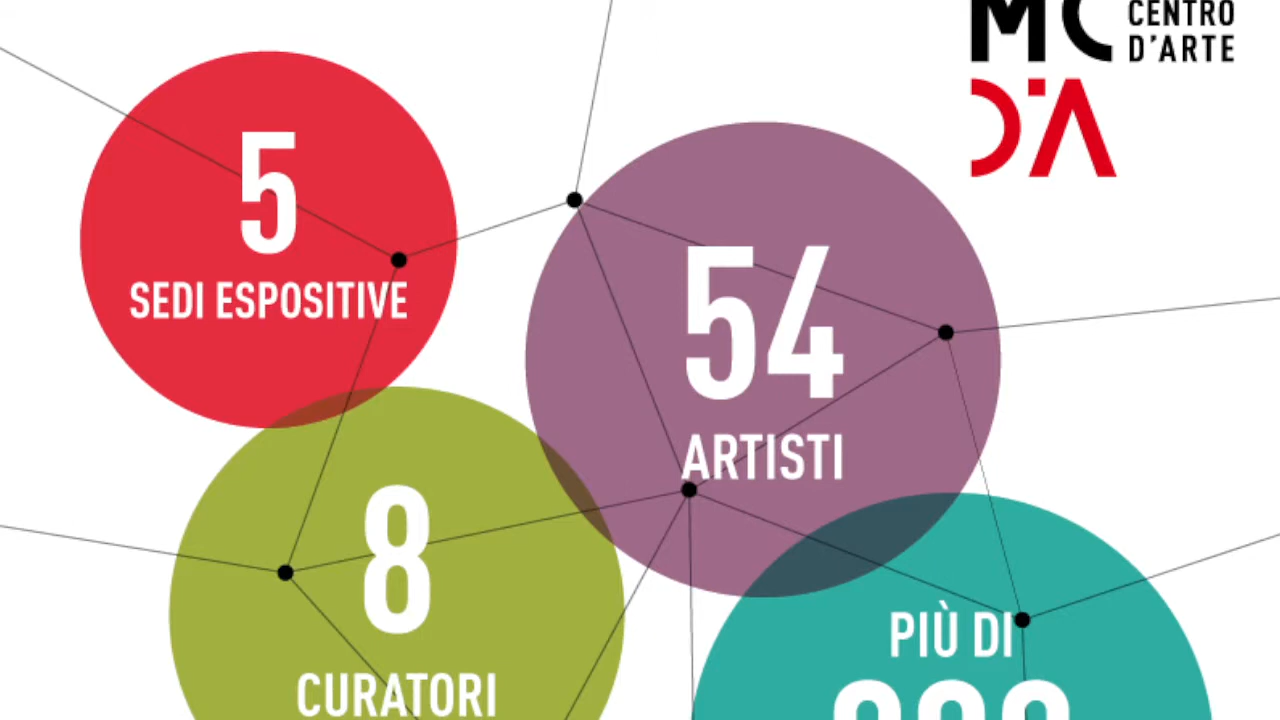 MC CENTRO
D'ARTE
D'A
5
SEDI ESPOSITIVE
54
ARTISTI
8
CURATORI
PIÙ DI